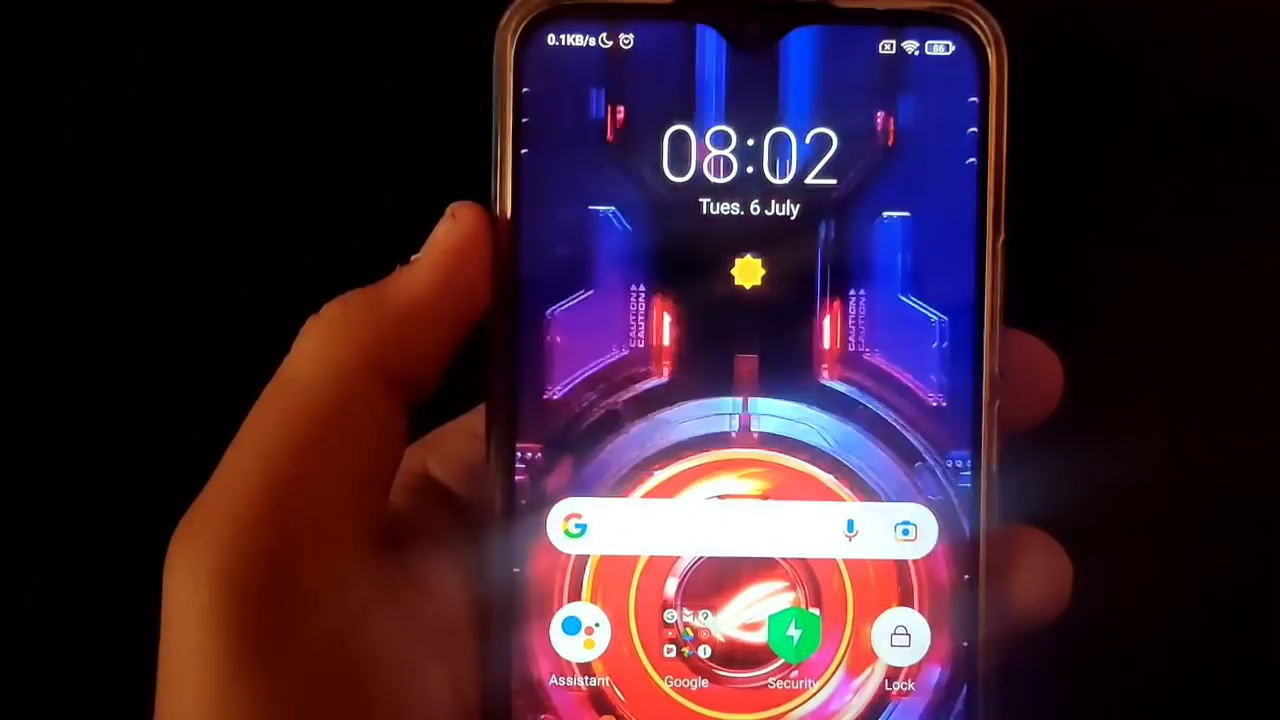 0.1KB/s
86
08:02
Tues. 6 July
CAUTION
CAUTION
CAUTION
CAUTION
Assistant
Google
Security
Lock